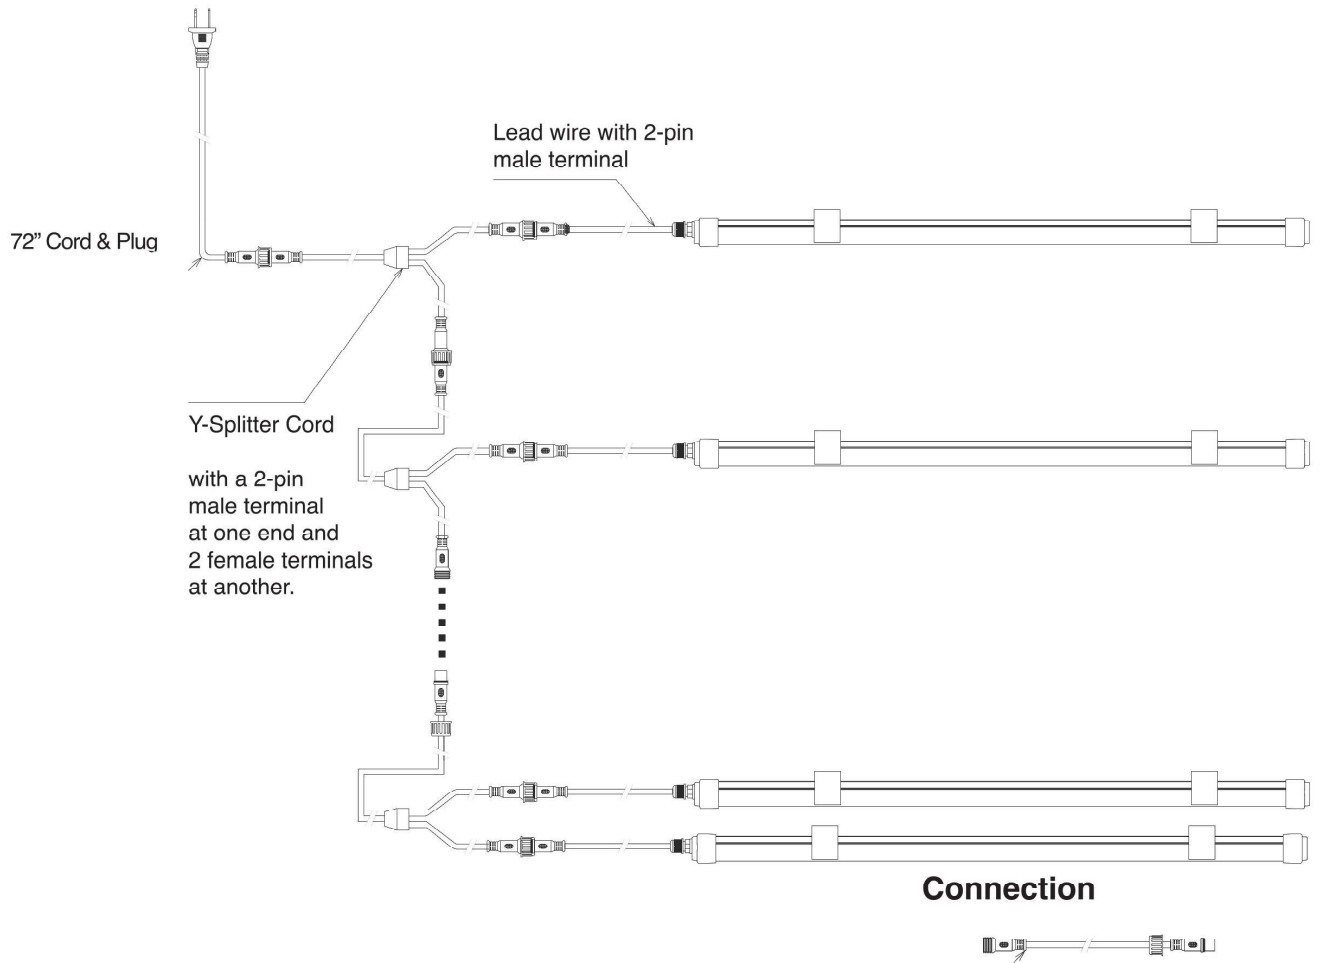 Lead wire with 2-pin
male terminal
72” Cord & Plug
Y-Splitter Cord
with a 2-pin
male terminal
at one end and
2 female terminals
at another.
Connection